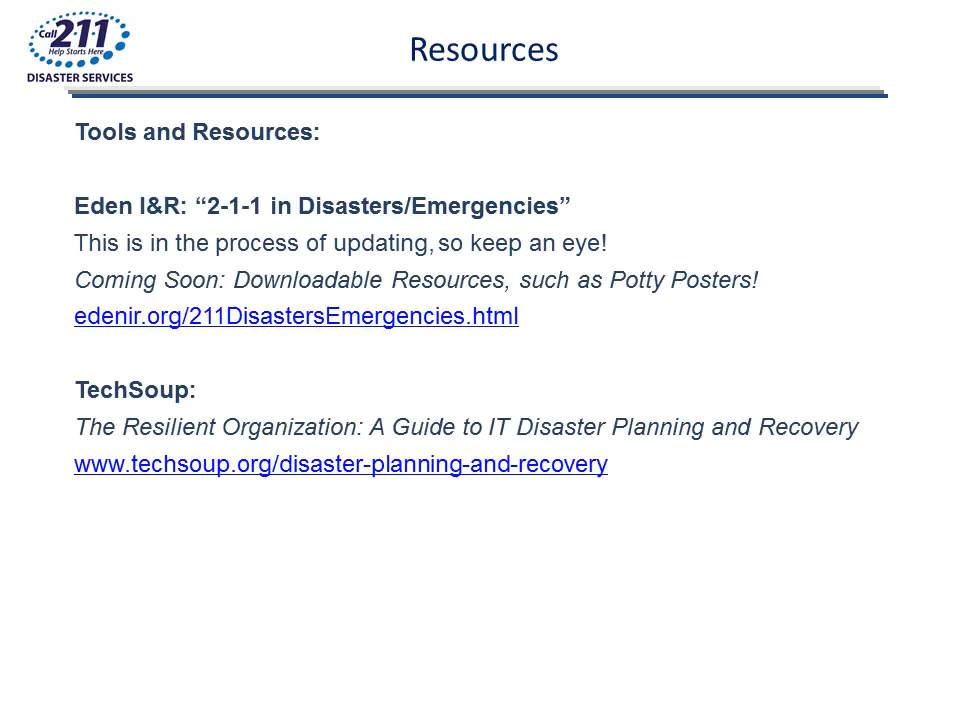 Call 211
Help Starts Here
DISASTER SERVICES
Resources
Tools and Resources:
Eden I&R: “2-1-1 in Disasters/Emergencies”
This is in the process of updating, so keep an eye!
Coming Soon: Downloadable Resources, such as Potty Posters!
edenir.org/211DisastersEmergencies.html
TechSoup:
The Resilient Organization: A Guide to IT Disaster Planning and Recovery
www.techsoup.org/disaster-planning-and-recovery